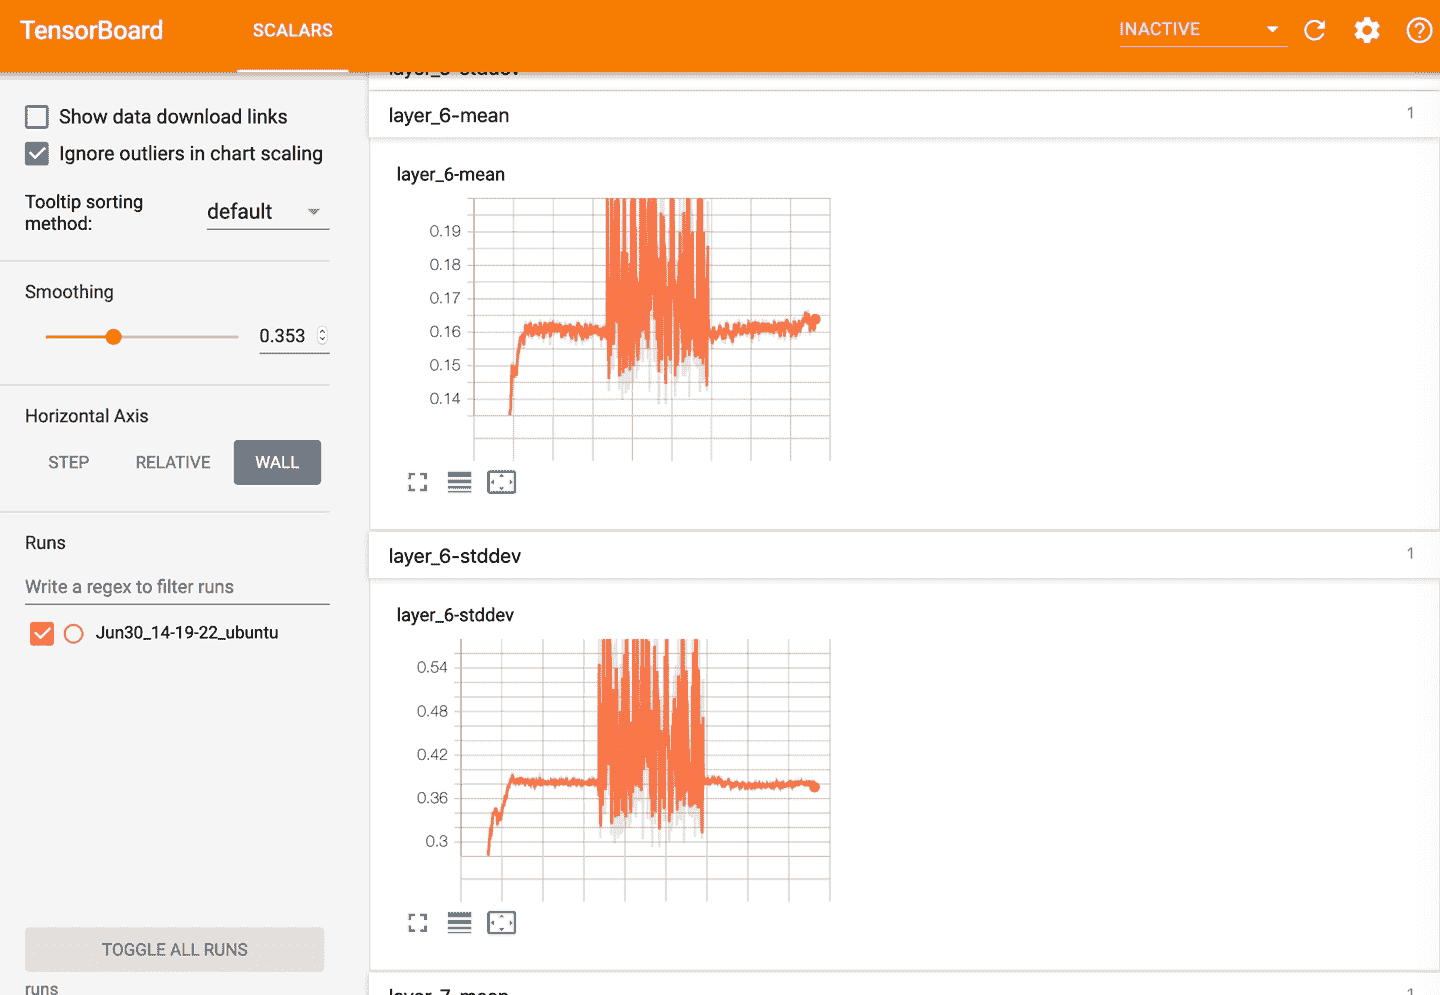 TensorBoard
SCALARS
INACTIVE
Show data download links
Ignore outliers in chart scaling
Tooltip sorting
method:
default
Smoothing
0.353
Horizontal Axis
STEP
RELATIVE
WALL
Runs
Write a regex to filter runs
Jun30_14-19-22_ubuntu
TOGGLE ALL RUNS
runs
layer_6-mean
1
layer_6-mean
0.19
0.18
0.17
0.16
0.15
0.14
layer_6-stddev
1
layer_6-stddev
0.54
0.48
0.42
0.36
0.3
layer_7-mean
1